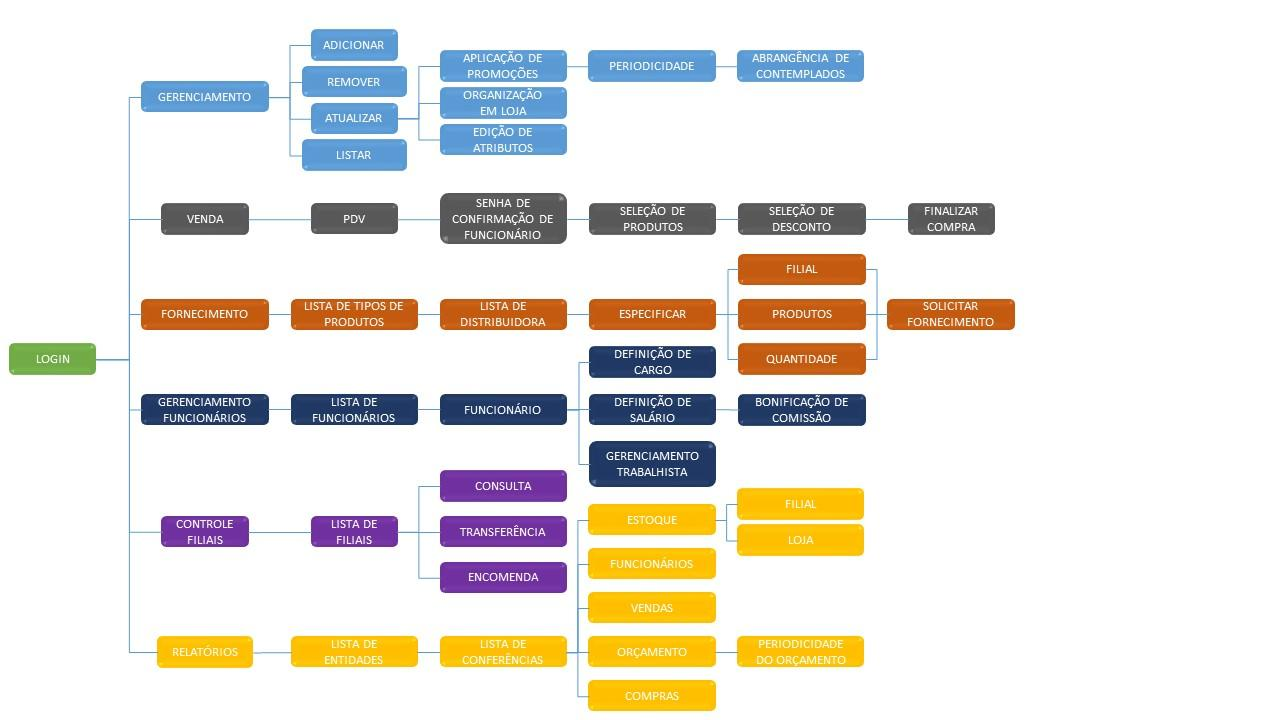 LOGIN
GERENCIAMENTO
ADICIONAR
REMOVER
ATUALIZAR
LISTAR
APLICAÇÃO DE
PROMOÇÕES
PERIODICIDADE
ABRANGÊNCIA DE
CONTEMPLADOS
ORGANIZAÇÃO
EM LOJA
EDIÇÃO DE
ATRIBUTOS
VENDA
PDV
SENHA DE
CONFIRMAÇÃO DE
FUNCIONÁRIO
SELEÇÃO DE
PRODUTOS
SELEÇÃO DE
DESCONTO
FINALIZAR
COMPRA
FORNECIMENTO
LISTA DE TIPOS DE
PRODUTOS
LISTA DE
DISTRIBUIDORA
ESPECIFICAR
FILIAL
PRODUTOS
QUANTIDADE
SOLICITAR
FORNECIMENTO
GERENCIAMENTO
FUNCIONÁRIOS
LISTA DE
FUNCIONÁRIOS
FUNCIONÁRIO
DEFINIÇÃO DE
CARGO
DEFINIÇÃO DE
SALÁRIO
BONIFICAÇÃO DE
COMISSÃO
GERENCIAMENTO
TRABALHISTA
CONTROLE
FILIAIS
LISTA DE
FILIAIS
CONSULTA
TRANSFERÊNCIA
ENCOMENDA
RELATÓRIOS
LISTA DE
ENTIDADES
LISTA DE
CONFERÊNCIAS
ESTOQUE
FILIAL
LOJA
FUNCIONÁRIOS
VENDAS
ORÇAMENTO
PERIODICIDADE
DO ORÇAMENTO
COMPRAS